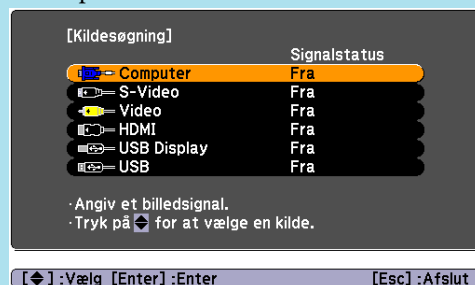 [Kildesøgning]
Signalstatus
Computer Fra
S-Video Fra
Video Fra
HDMI Fra
USB Display Fra
USB Fra
·Angiv et billedsignal.
·Tryk på for at vælge en kilde.
[ ] :Vælg [Enter] :Enter [Esc] :Afslut